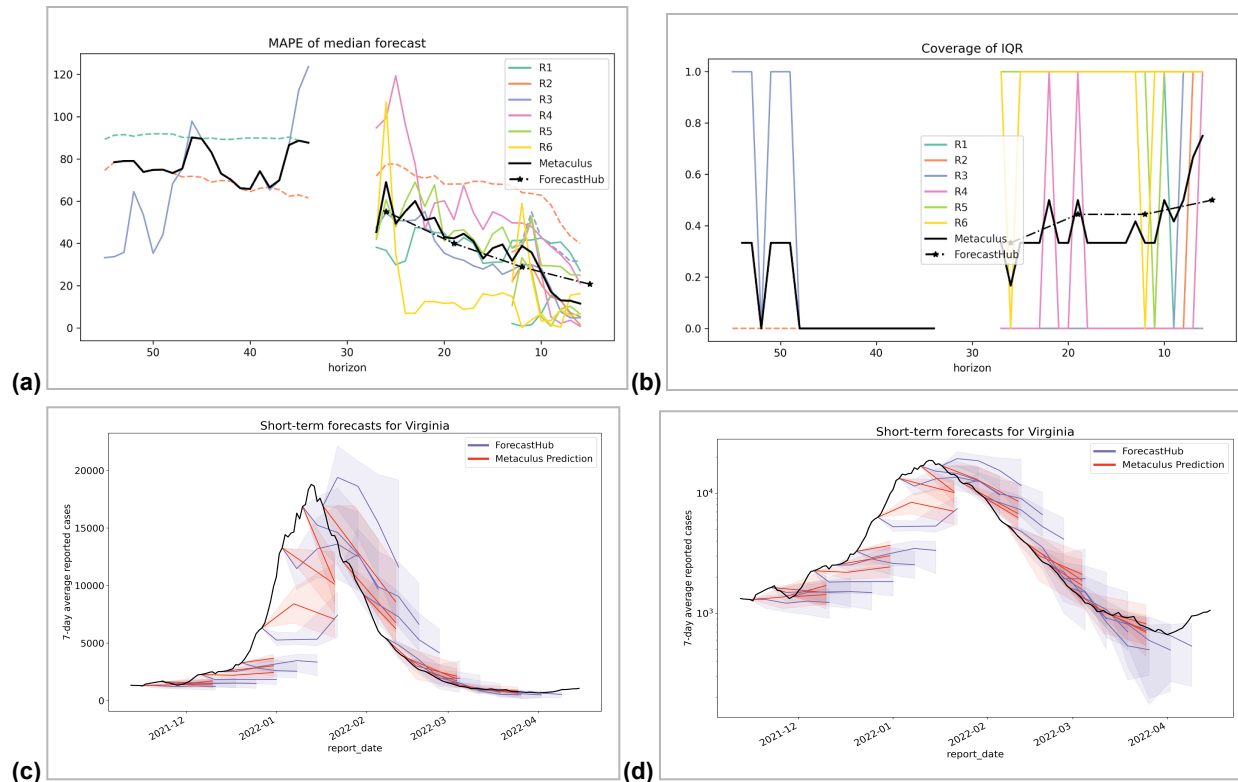 MAPE of median forecast
120
100
80
60
40
20
0
50
40
30
20
10
horizon
R1
R2
R3
R4
R5
R6
Metaculus
ForecastHub
(a)
Coverage of IQR
1.0
0.8
0.6
0.4
0.2
0.0
50
40
30
20
10
horizon
R1
R2
R3
R4
R5
R6
Metaculus
ForecastHub
(b)
Short-term forecasts for Virginia
ForecastHub
Metaculus Prediction
7-day average reported cases
20000
15000
10000
5000
0
2021-12
2022-01
2022-02
2022-03
2022-04
report_date
(c)
Short-term forecasts for Virginia
ForecastHub
Metaculus Prediction
7-day average reported cases
10⁴
10³
2021-12
2022-01
2022-02
2022-03
2022-04
report_date
(d)